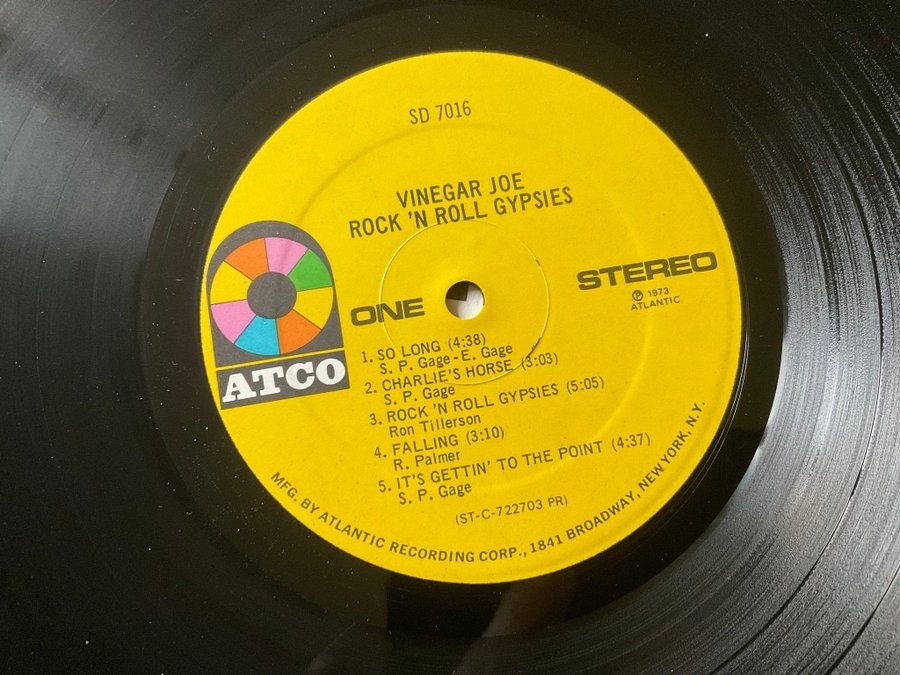 SD 7016
VINEGAR JOE
ROCK 'N ROLL GYPSIES
ATCO
ONE
STEREO
℗ 1973
ATLANTIC
1. SO LONG (4:38)
S. P. Gage - E. Gage
2. CHARLIE'S HORSE (3:03)
S. P. Gage
3. ROCK 'N ROLL GYPSIES (5:05)
Ron Tillerson
4. FALLING (3:10)
R. Palmer
5. IT'S GETTIN' TO THE POINT (4:37)
S. P. Gage
(ST-C-722703 PR)
MFG. BY ATLANTIC RECORDING CORP., 1841 BROADWAY, NEW YORK, N.Y.